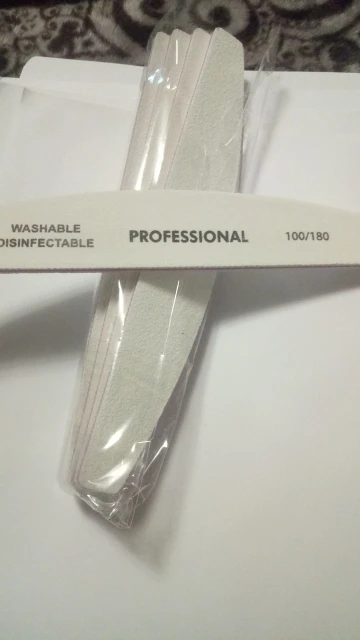 WASHABLE
DISINFECTABLE
PROFESSIONAL
100/180